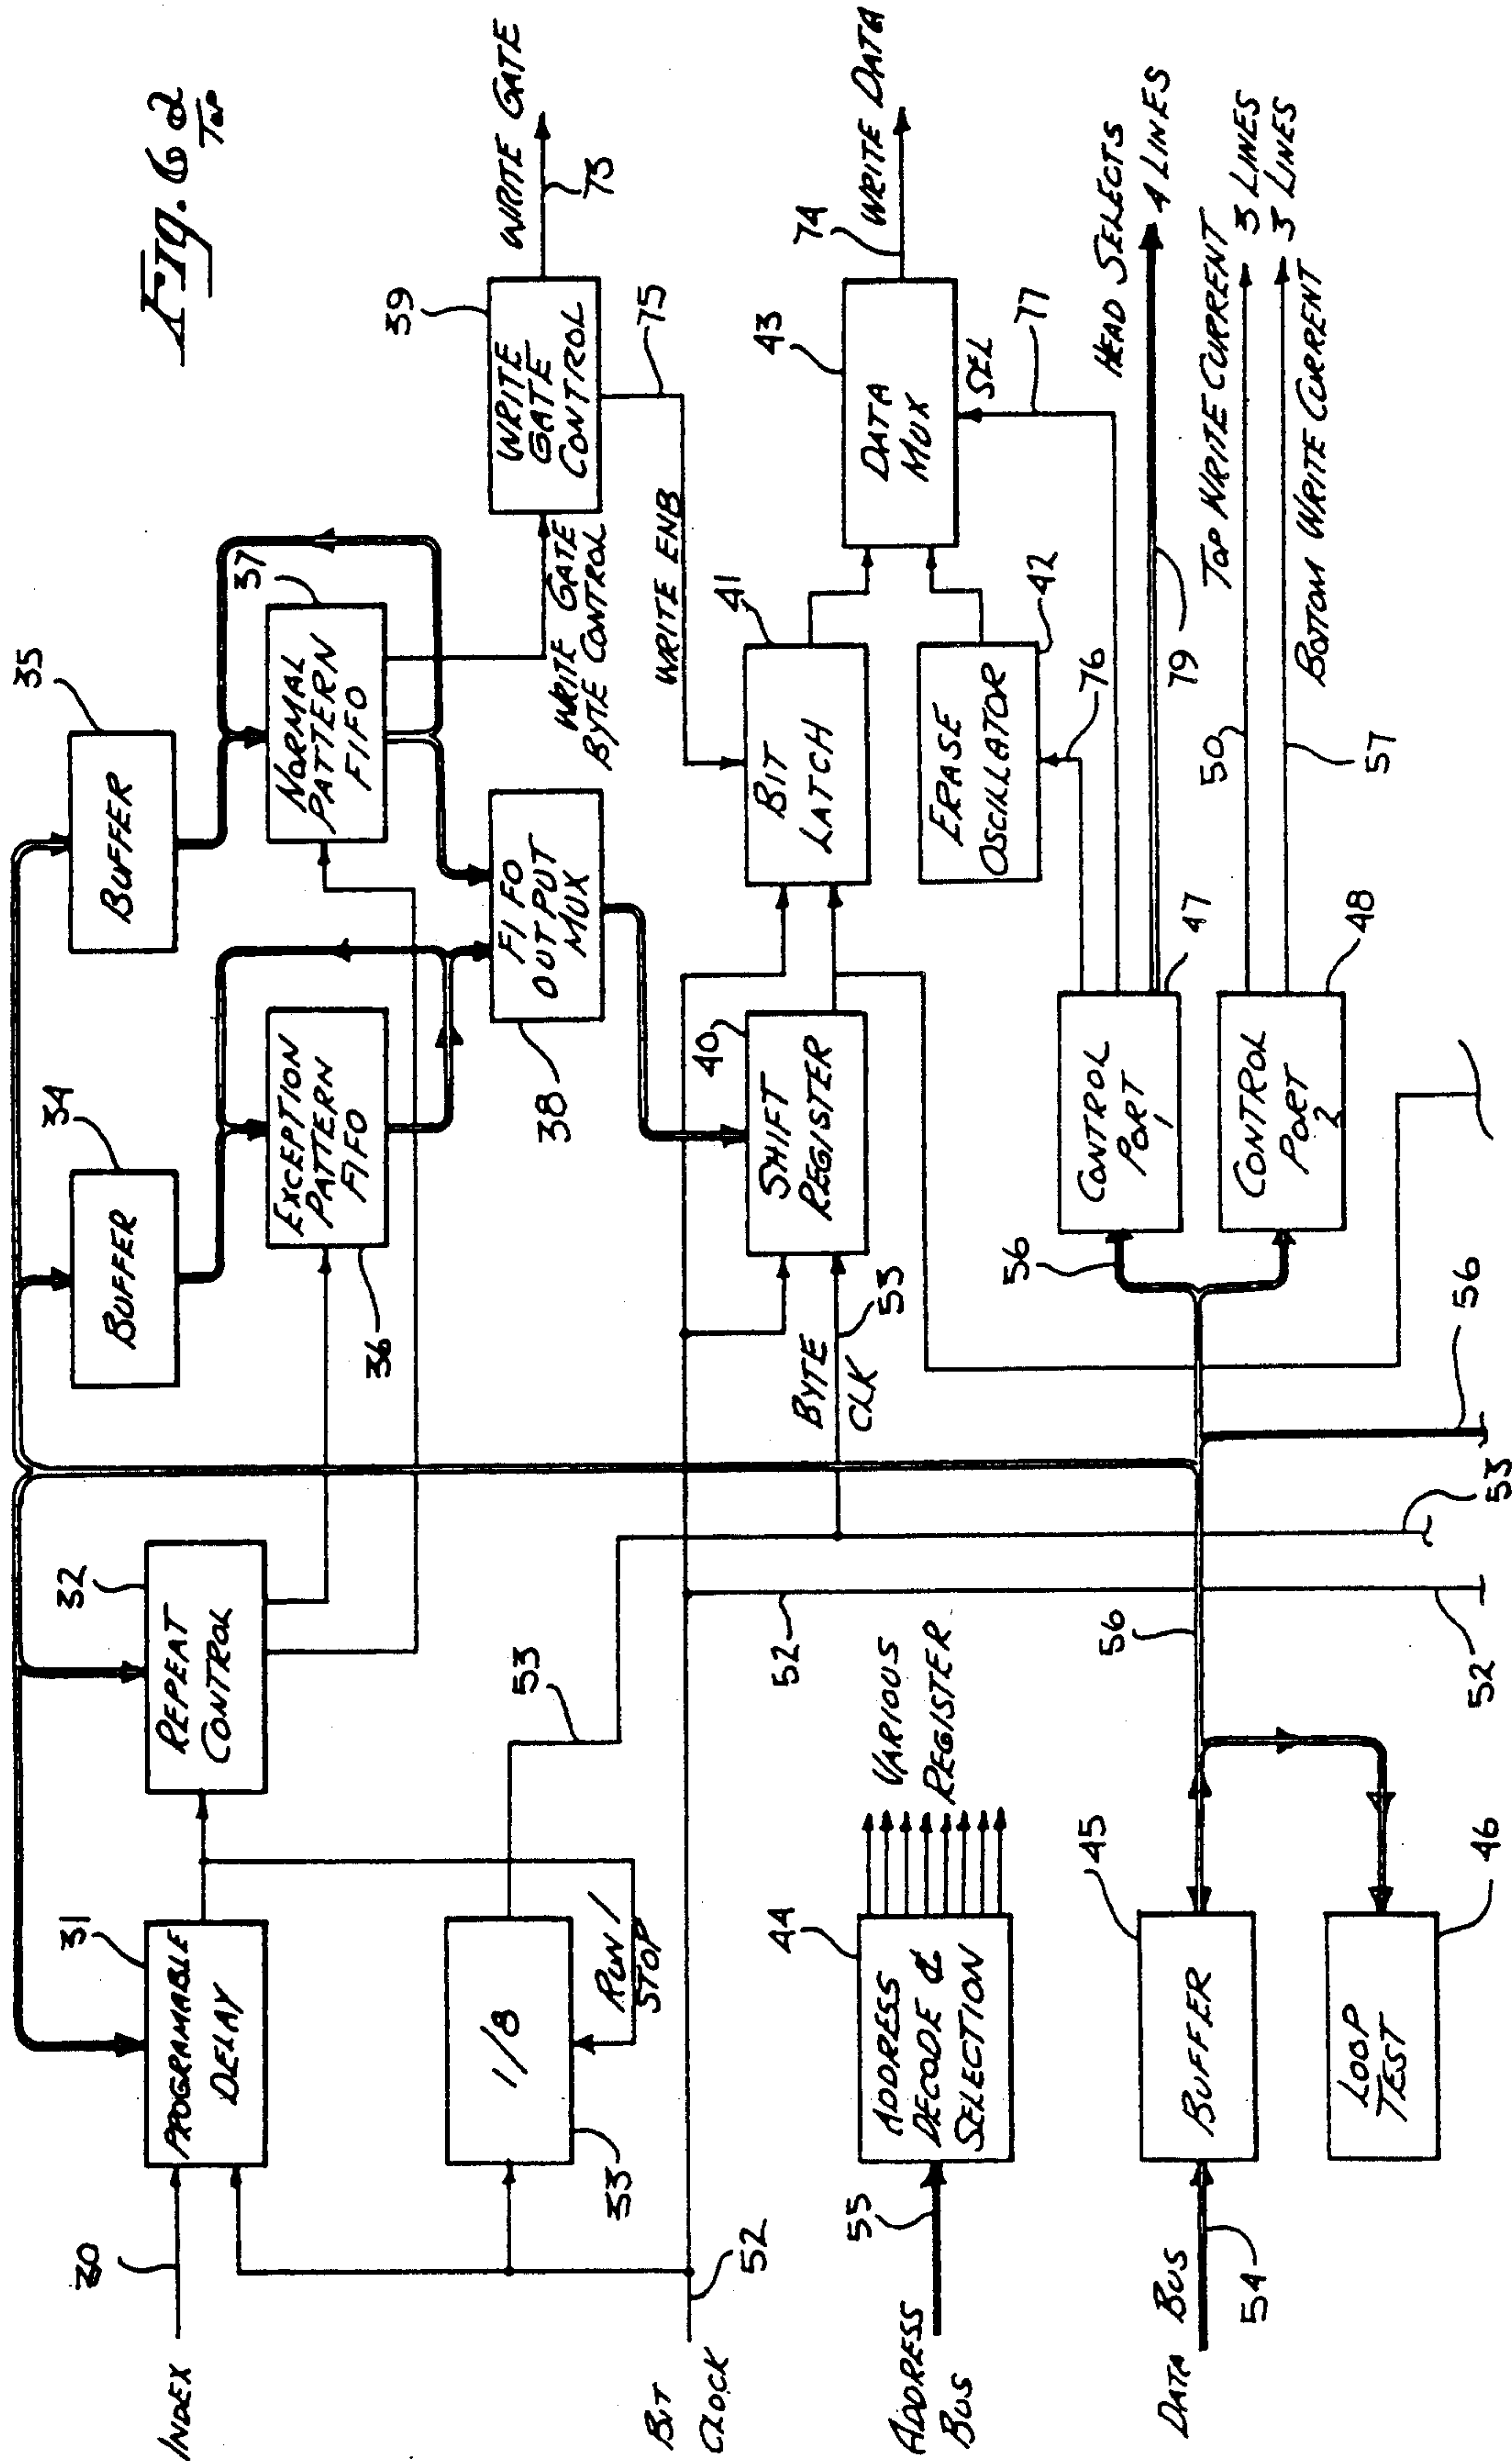 FIG. 6a
TOP
INDEX
30
PROGRAMABLE
DELAY
31
REPEAT
CONTROL
32
BUFFER
34
BUFFER
35
EXCEPTION
PATTERN
FIFO
36
NORMAL
PATTERN
FIFO
37
1/8
33
RUN /
STOP
53
FIFO
OUTPUT
MUX
38
WRITE GATE
BYTE CONTROL
WRITE
GATE
CONTROL
39
WRITE GATE
73
75
WRITE ENB
BIT
CLOCK
52
52
BYTE
CLK
53
SHIFT
REGISTER
40
BIT
LATCH
41
ERASE
OSCILLATOR
42
76
DATA
MUX
43
SEL
77
74
WRITE DATA
ADDRESS
BUS
55
ADDRESS
DECODE &
SELECTION
44
VARIOUS
REGISTER
DATA BUS
54
BUFFER
45
LOOP
TEST
46
56
56
CONTROL
PORT
1
47
CONTROL
PORT
2
48
HEAD SELECTS
4 LINES
79
TOP WRITE CURRENT
3 LINES
50
BOTTOM WRITE CURRENT
3 LINES
57
52
53
56